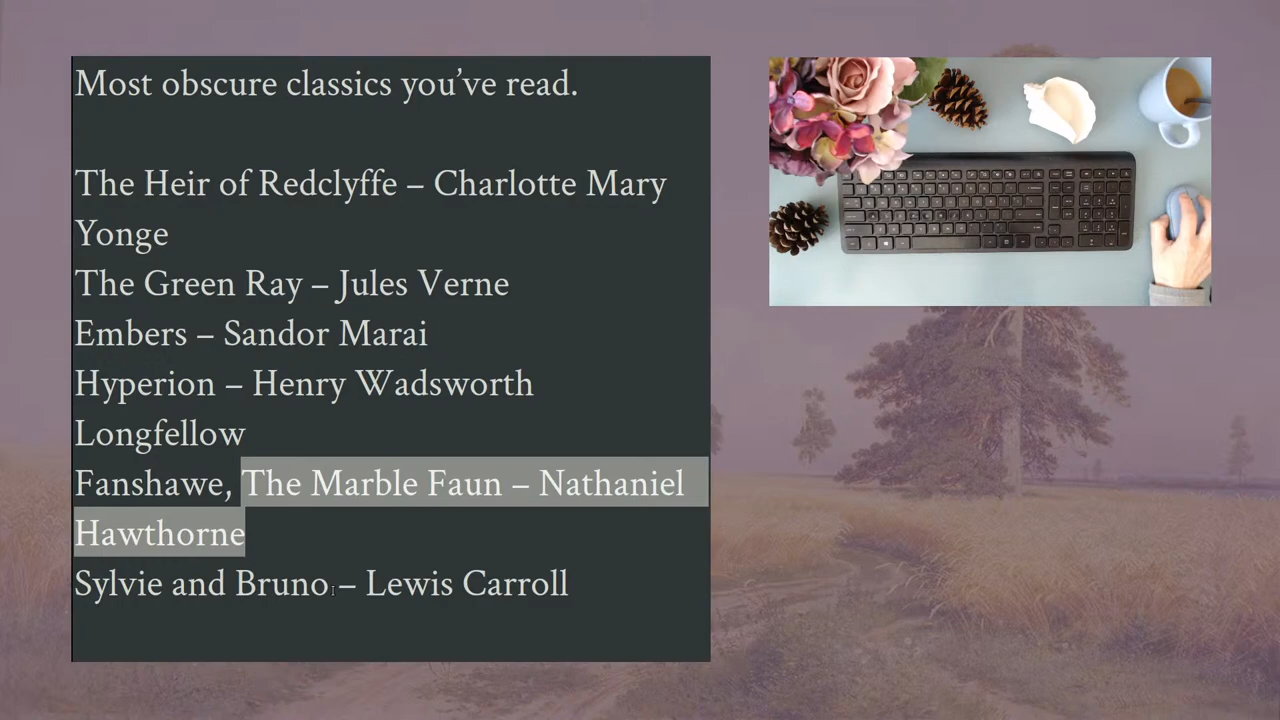 Most obscure classics you’ve read.
The Heir of Redclyffe – Charlotte Mary
Yonge
The Green Ray – Jules Verne
Embers – Sandor Marai
Hyperion – Henry Wadsworth
Longfellow
Fanshawe, The Marble Faun – Nathaniel
Hawthorne
Sylvie and Bruno – Lewis Carroll